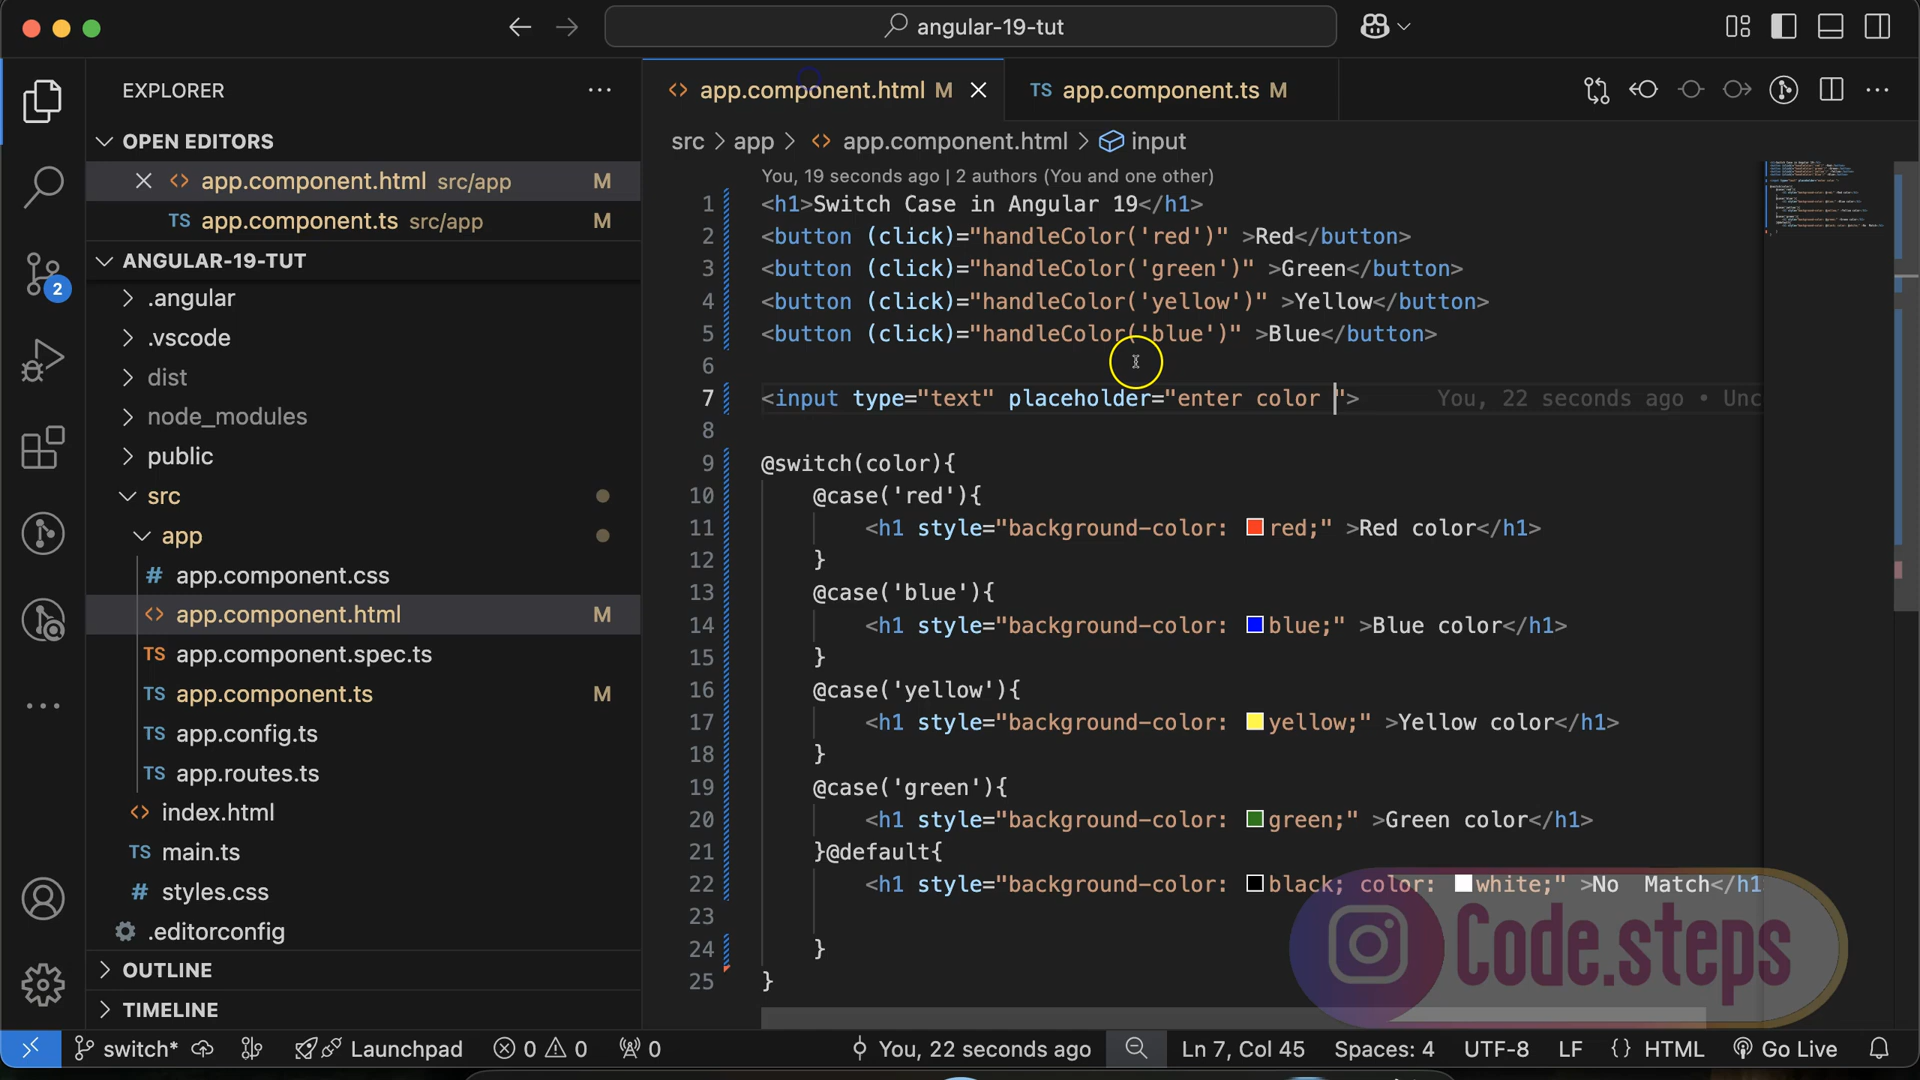 angular-19-tut
EXPLORER
OPEN EDITORS
app.component.html src/app M
TS app.component.ts src/app M
ANGULAR-19-TUT
.angular
.vscode
dist
node_modules
public
src
app
# app.component.css
<> app.component.html M
TS app.component.spec.ts
TS app.component.ts M
TS app.config.ts
TS app.routes.ts
<> index.html
TS main.ts
# styles.css
.editorconfig
OUTLINE
TIMELINE
2
<> app.component.html M
TS app.component.ts M
src > app > <> app.component.html > input
You, 19 seconds ago | 2 authors (You and one other)
1 <h1>Switch Case in Angular 19</h1>
2 <button (click)="handleColor('red')" >Red</button>
3 <button (click)="handleColor('green')" >Green</button>
4 <button (click)="handleColor('yellow')" >Yellow</button>
5 <button (click)="handleColor('blue')" >Blue</button>
6
7 <input type="text" placeholder="enter color "> You, 22 seconds ago • Unc
8
9 @switch(color){
10 @case('red'){
11 <h1 style="background-color: red;" >Red color</h1>
12 }
13 @case('blue'){
14 <h1 style="background-color: blue;" >Blue color</h1>
15 }
16 @case('yellow'){
17 <h1 style="background-color: yellow;" >Yellow color</h1>
18 }
19 @case('green'){
20 <h1 style="background-color: green;" >Green color</h1>
21 }@default{
22 <h1 style="background-color: black; color: white;" >No  Match</h1
23
24 }
25 }
Code.steps
switch* Launchpad 0 0 0 You, 22 seconds ago Ln 7, Col 45 Spaces: 4 UTF-8 LF {} HTML Go Live